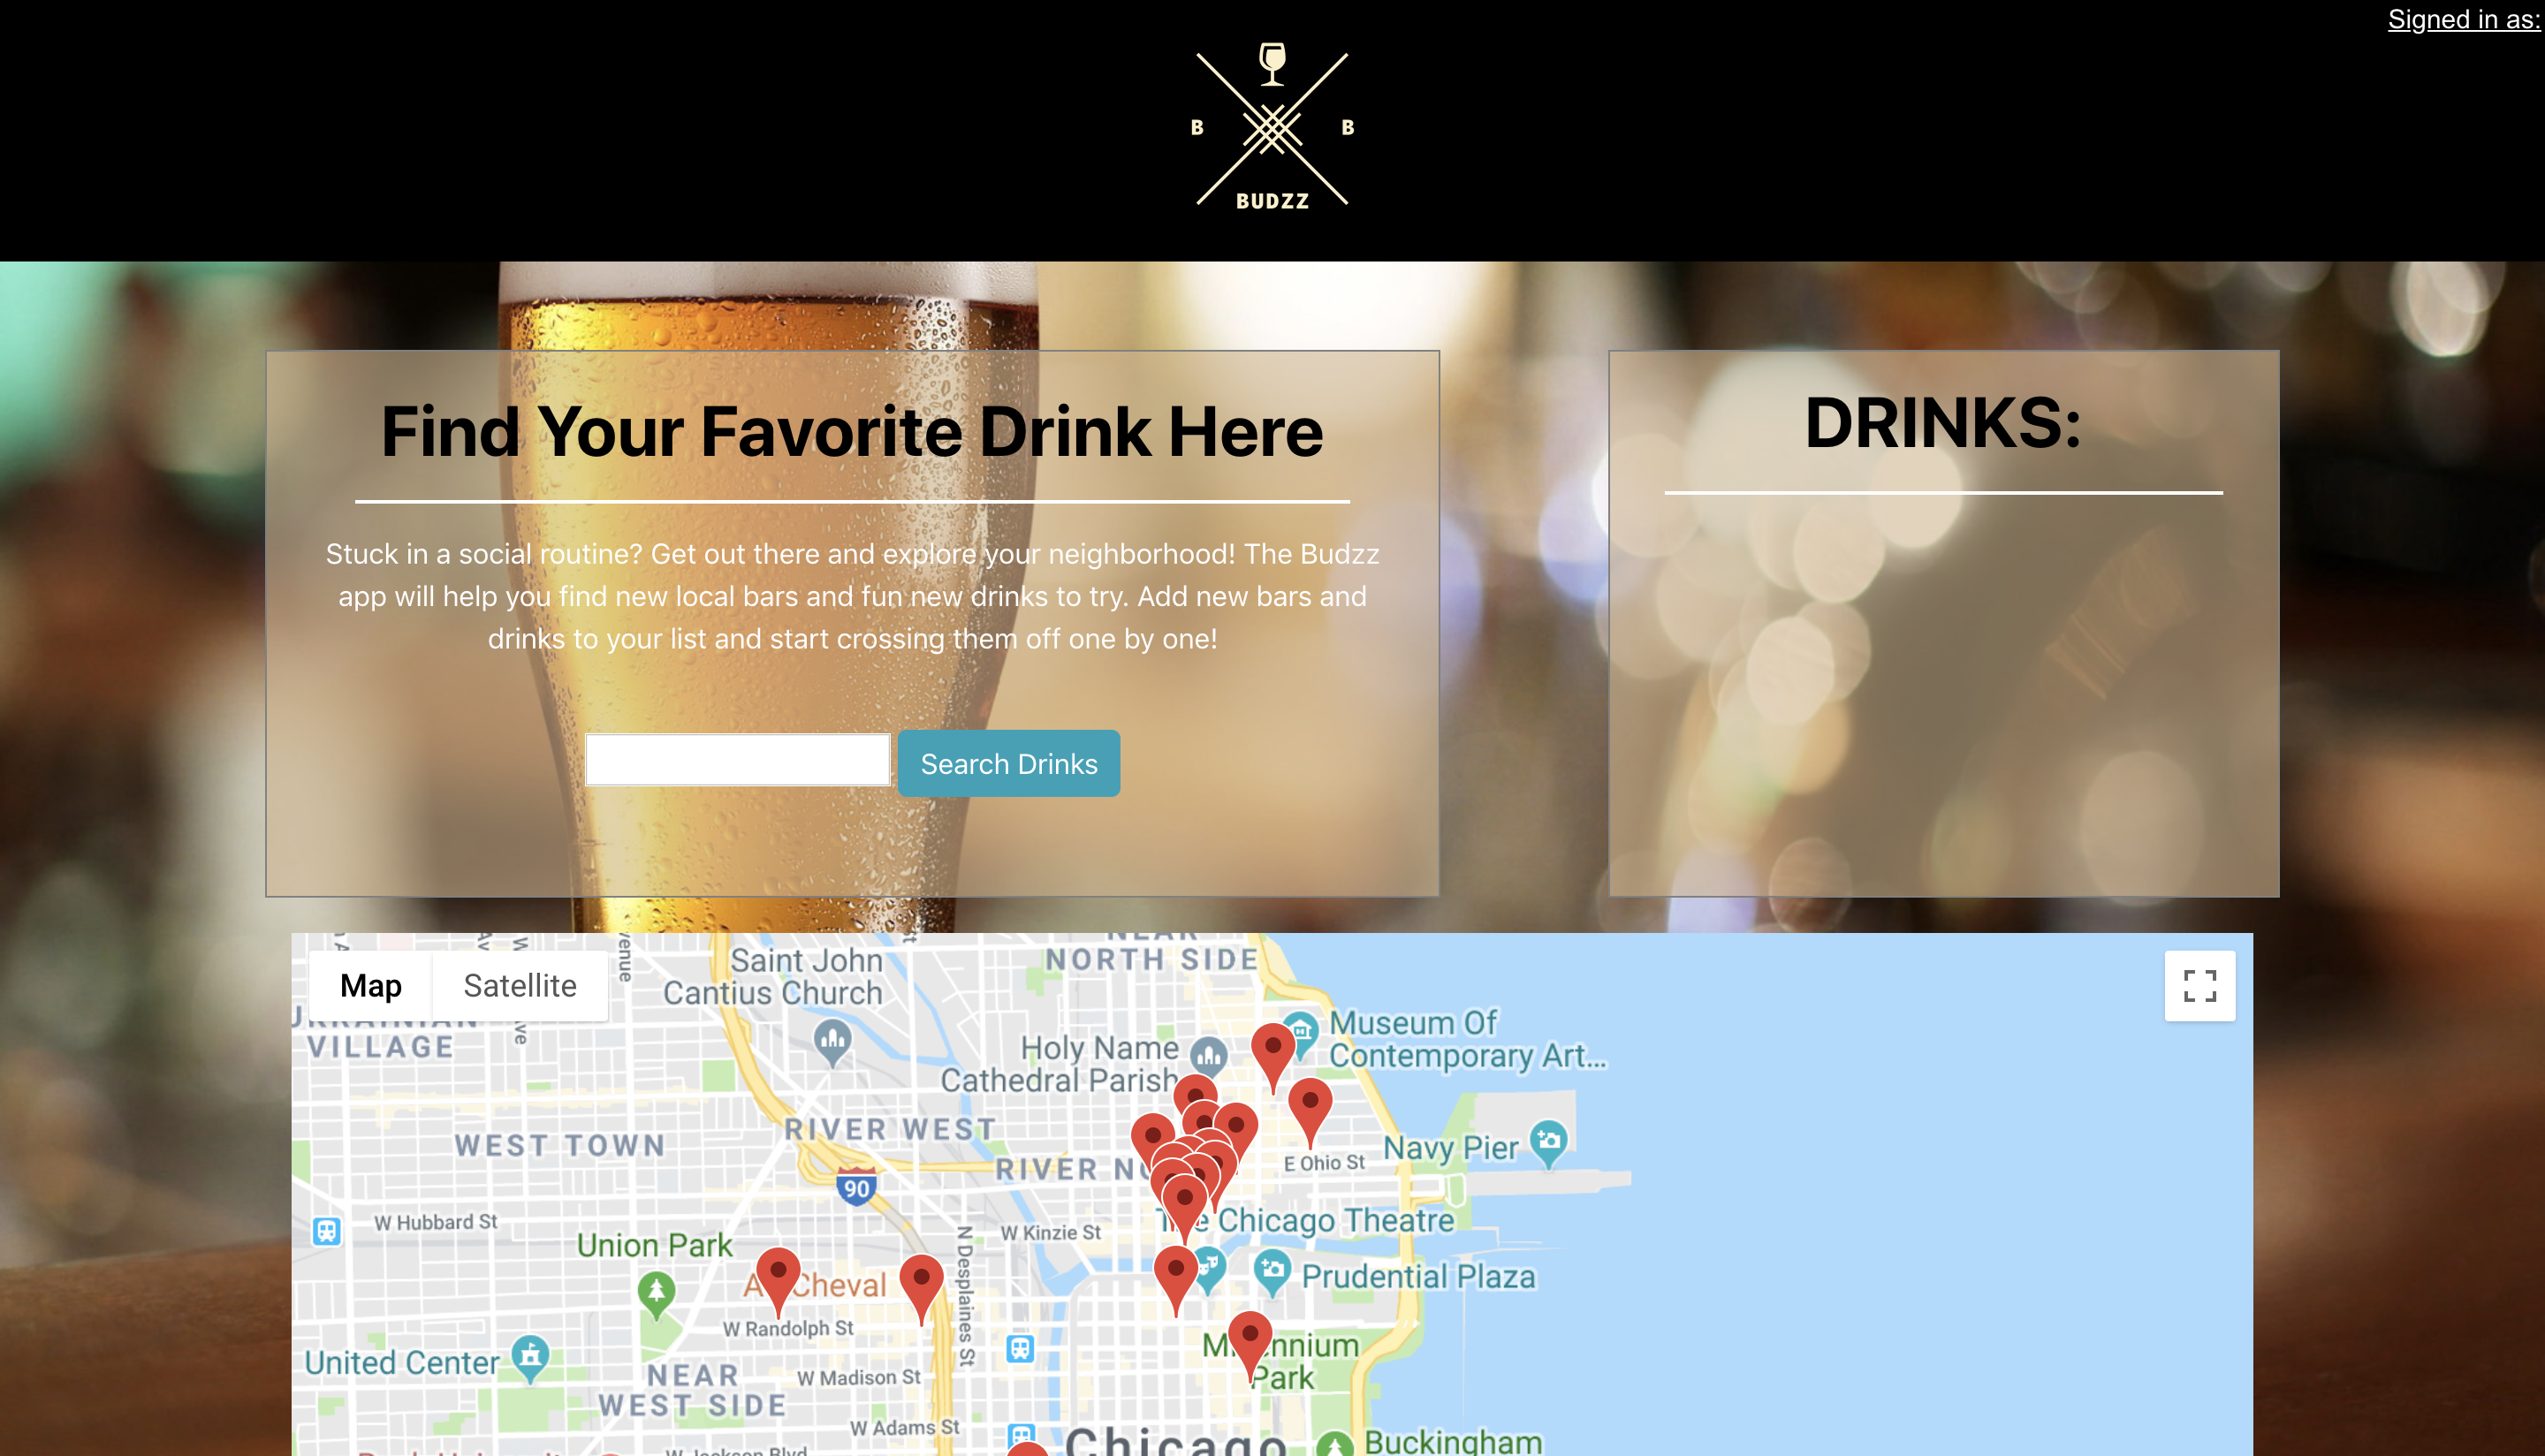 Signed in as:
B B
BUDZZ
Find Your Favorite Drink Here
Stuck in a social routine? Get out there and explore your neighborhood! The Budzz
app will help you find new local bars and fun new drinks to try. Add new bars and
drinks to your list and start crossing them off one by one!
Search Drinks
DRINKS:
Map
Satellite
Saint John
Cantius Church
NEAR
NORTH SIDE
VILLAGE
Holy Name
Cathedral Parish
Museum Of
Contemporary Art...
WEST TOWN
RIVER WEST
RIVER NO
E Ohio St
Navy Pier
90
W Hubbard St
W Kinzie St
N Desplaines St
Chicago Theatre
Union Park
Cheval
Prudential Plaza
W Randolph St
United Center
NEAR
WEST SIDE
W Madison St
Park
W Adams St
Chicago
Buckingham